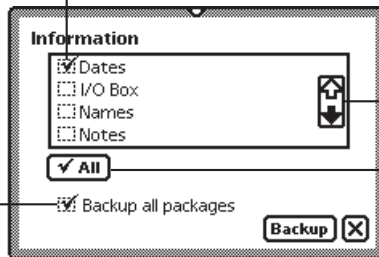 Information
Dates
I/O Box
Names
Notes
All
Backup all packages
Backup